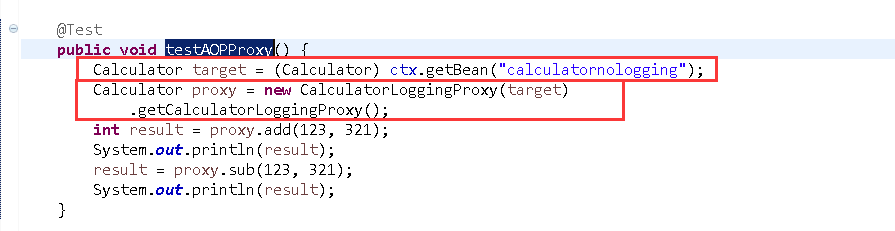 @Test
public void testAOPProxy() {
Calculator target = (Calculator) ctx.getBean("calculatornologging");
Calculator proxy = new CalculatorLoggingProxy(target)
.getCalculatorLoggingProxy();
int result = proxy.add(123, 321);
System.out.println(result);
result = proxy.sub(123, 321);
System.out.println(result);
}